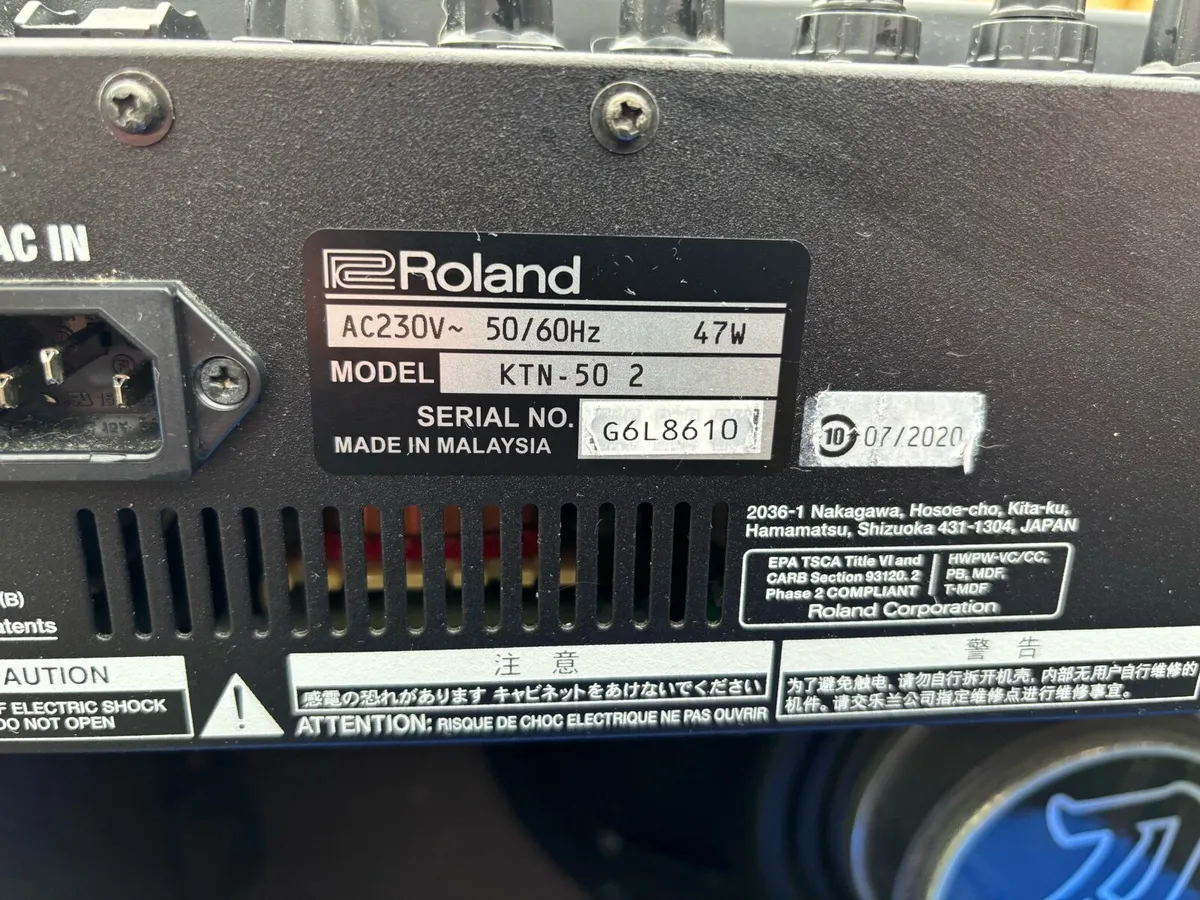 AC IN
Roland
AC230V~ 50/60Hz 47W
MODEL KTN-50 2
SERIAL NO. G6L8610
MADE IN MALAYSIA
10 07/2020
2036-1 Nakagawa, Hosoe-cho, Kita-ku,
Hamamatsu, Shizuoka 431-1304, JAPAN
EPA TSCA Title VI and
CARB Section 93120. 2
Phase 2 COMPLIANT
HWPW-VC/CC,
PB, MDF,
T-MDF
Roland Corporation
(B)
AUTION
F ELECTRIC SHOCK
DO NOT OPEN
注 意
感電の恐れがあります キャビネットをあけないでください
ATTENTION: RISQUE DE CHOC ELECTRIQUE NE PAS OUVRIR
警 告
为了避免触电，请勿自行拆开机壳，内部无用户自行维修的
机件。请交乐兰公司指定维修点进行维修事宜。
刀